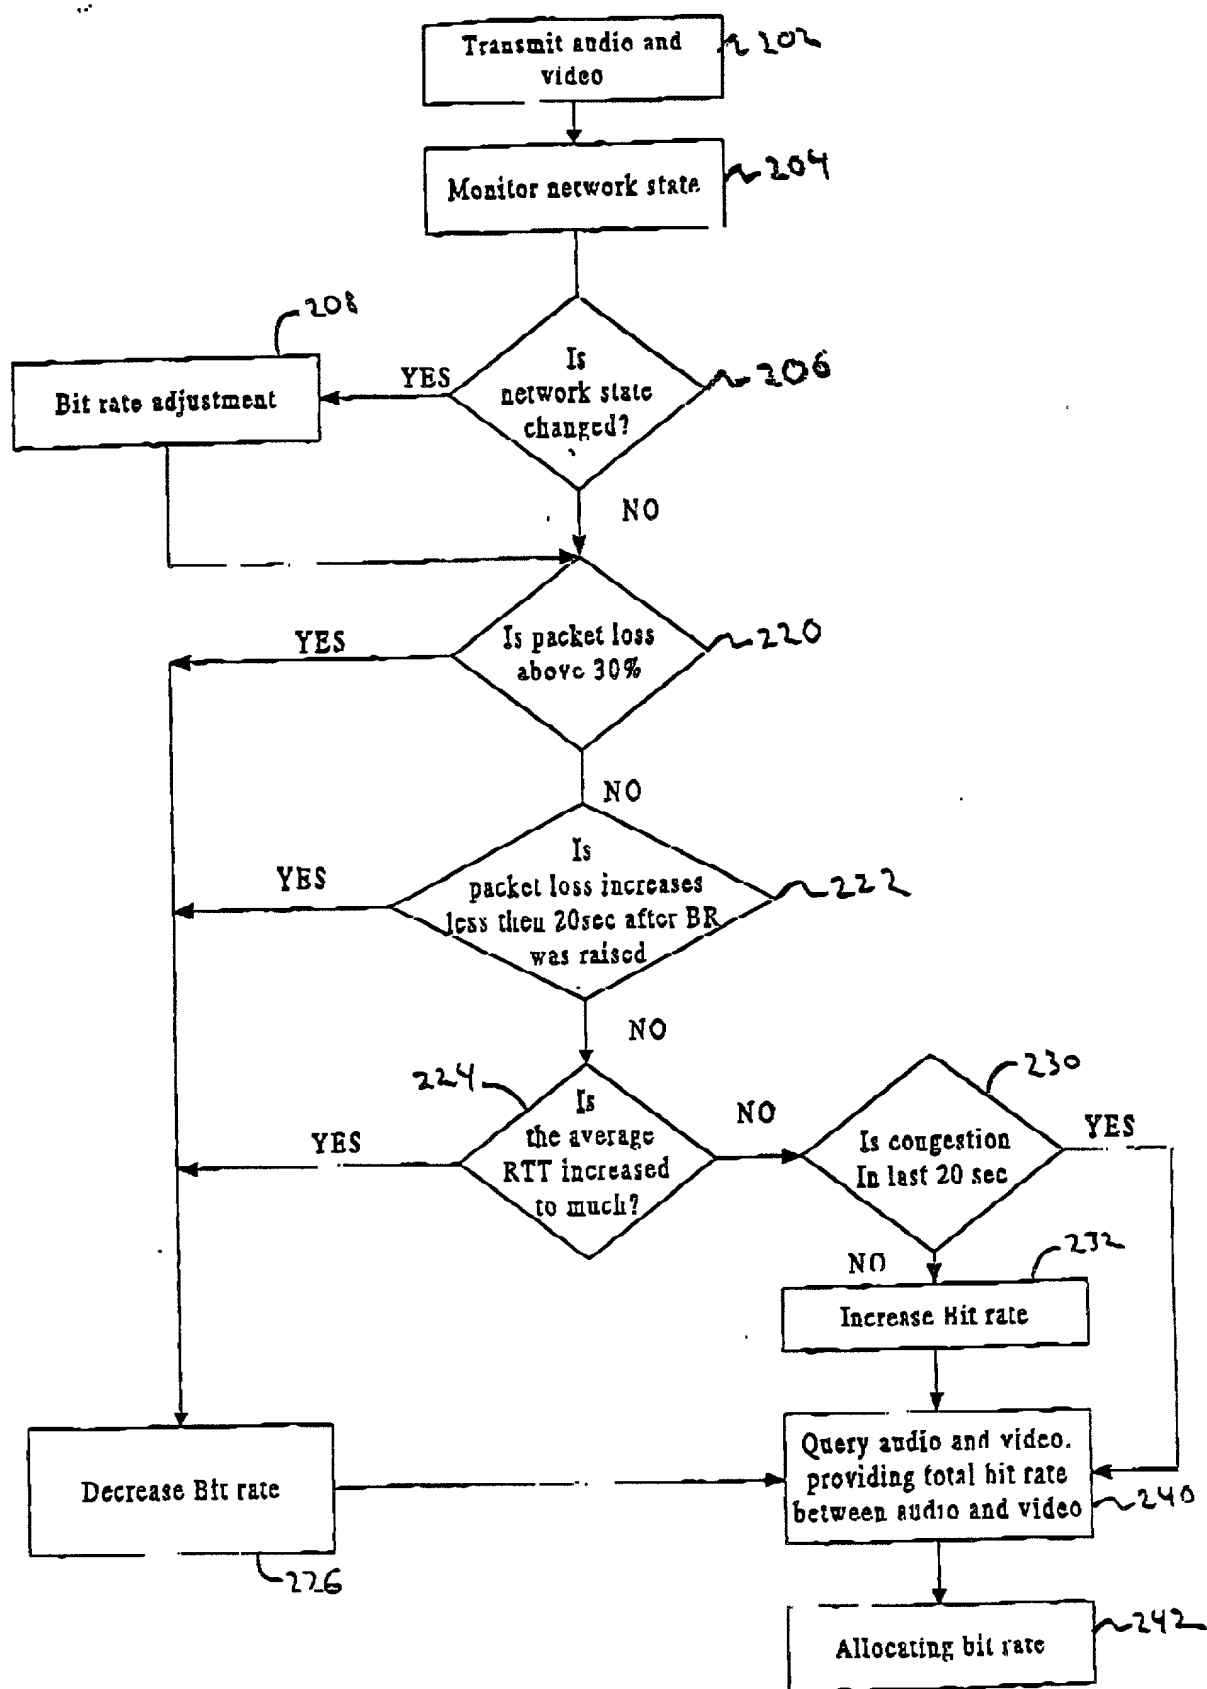 Transmit audio and
video
202
Monitor network state
204
208
YES
Is
network state
changed?
206
Bit rate adjustment
NO
YES
Is packet loss
above 30%
220
NO
YES
Is
packet loss increases
less then 20sec after BR
was raised
222
NO
224
YES
Is
the average
RTT increased
to much?
NO
230
Is congestion
In last 20 sec
YES
NO
232
Increase Bit rate
Decrease Bit rate
226
Query audio and video.
providing total bit rate
between audio and video
240
Allocating bit rate
242